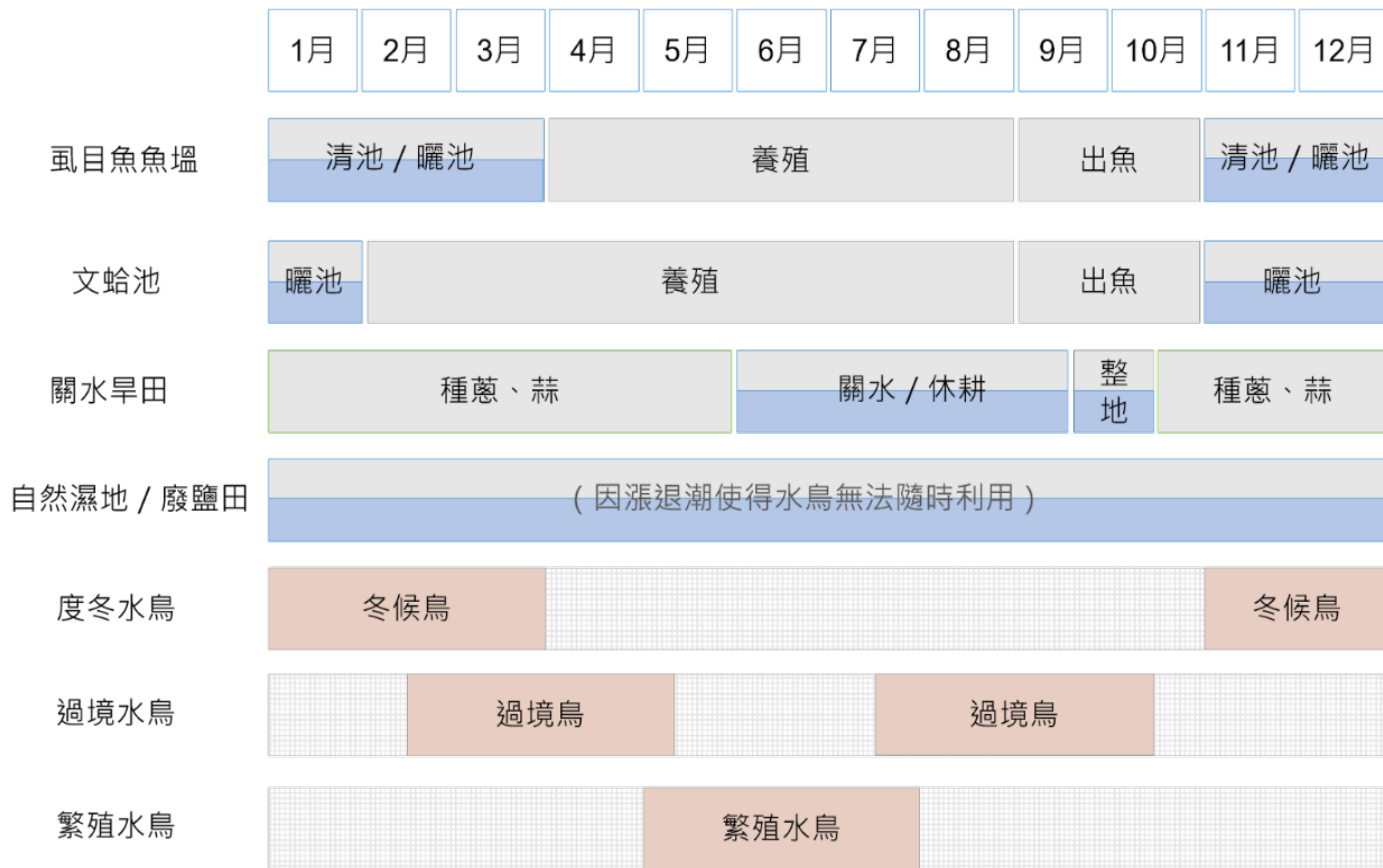 1月 2月 3月 4月 5月 6月 7月 8月 9月 10月 11月 12月
虱目魚魚塭 清池 / 曬池 養殖 出魚 清池 / 曬池
文蛤池 曬池 養殖 出魚 曬池
關水旱田 種蔥、蒜 關水 / 休耕 整地 種蔥、蒜
自然濕地 / 廢鹽田 ( 因漲退潮使得水鳥無法隨時利用 )
度冬水鳥 冬候鳥 冬候鳥
過境水鳥 過境鳥 過境鳥
繁殖水鳥 繁殖水鳥